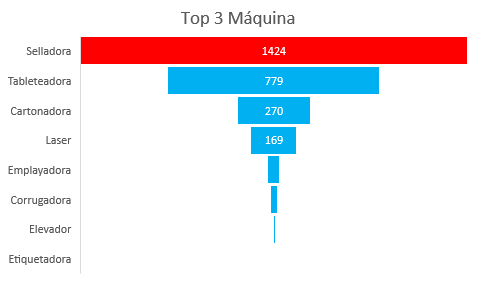 Top 3 Máquina
Selladora 1424
Tableteadora 779
Cartonadora 270
Laser 169
Emplayadora
Corrugadora
Elevador
Etiquetadora